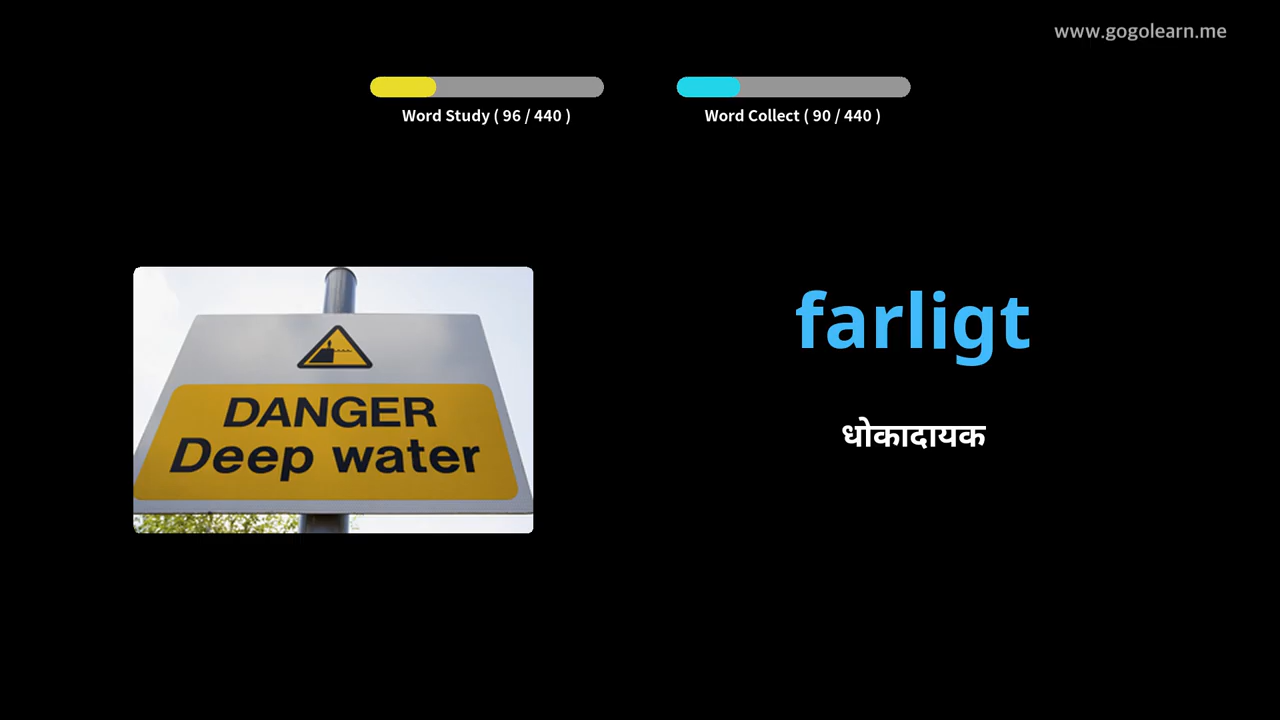 www.gogolearn.me
Word Study ( 96 / 440 )
Word Collect ( 90 / 440 )
DANGER
Deep water
farligt
धोकादायक